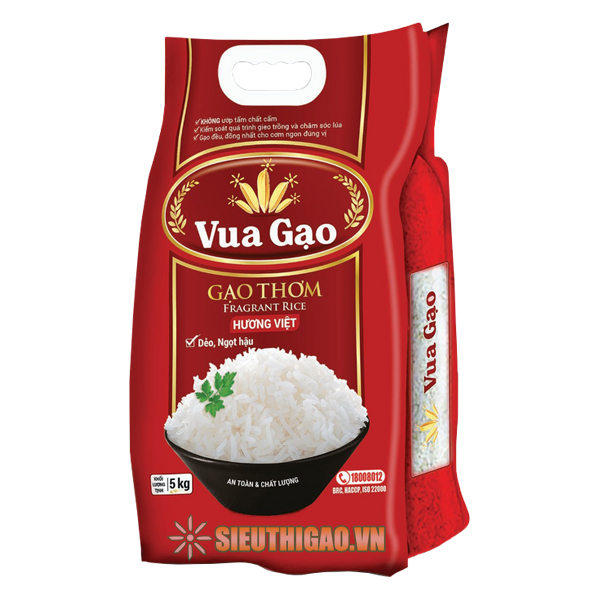 ✓KHÔNG ướp tẩm chất cấm
✓Kiểm soát quá trình gieo trồng và chăm sóc lúa
✓Gạo đều, đồng nhất cho cơm ngon đúng vị
Vua Gạo
GẠO THƠM
FRAGRANT RICE
HƯƠNG VIỆT
✓Dẻo, Ngọt hậu
KHỐI
LƯỢNG
TỊNH
5 kg
AN TOÀN & CHẤT LƯỢNG
18008012
BRC, HACCP, ISO 22000
Vua Gạo
SIEUTHIGAO.VN